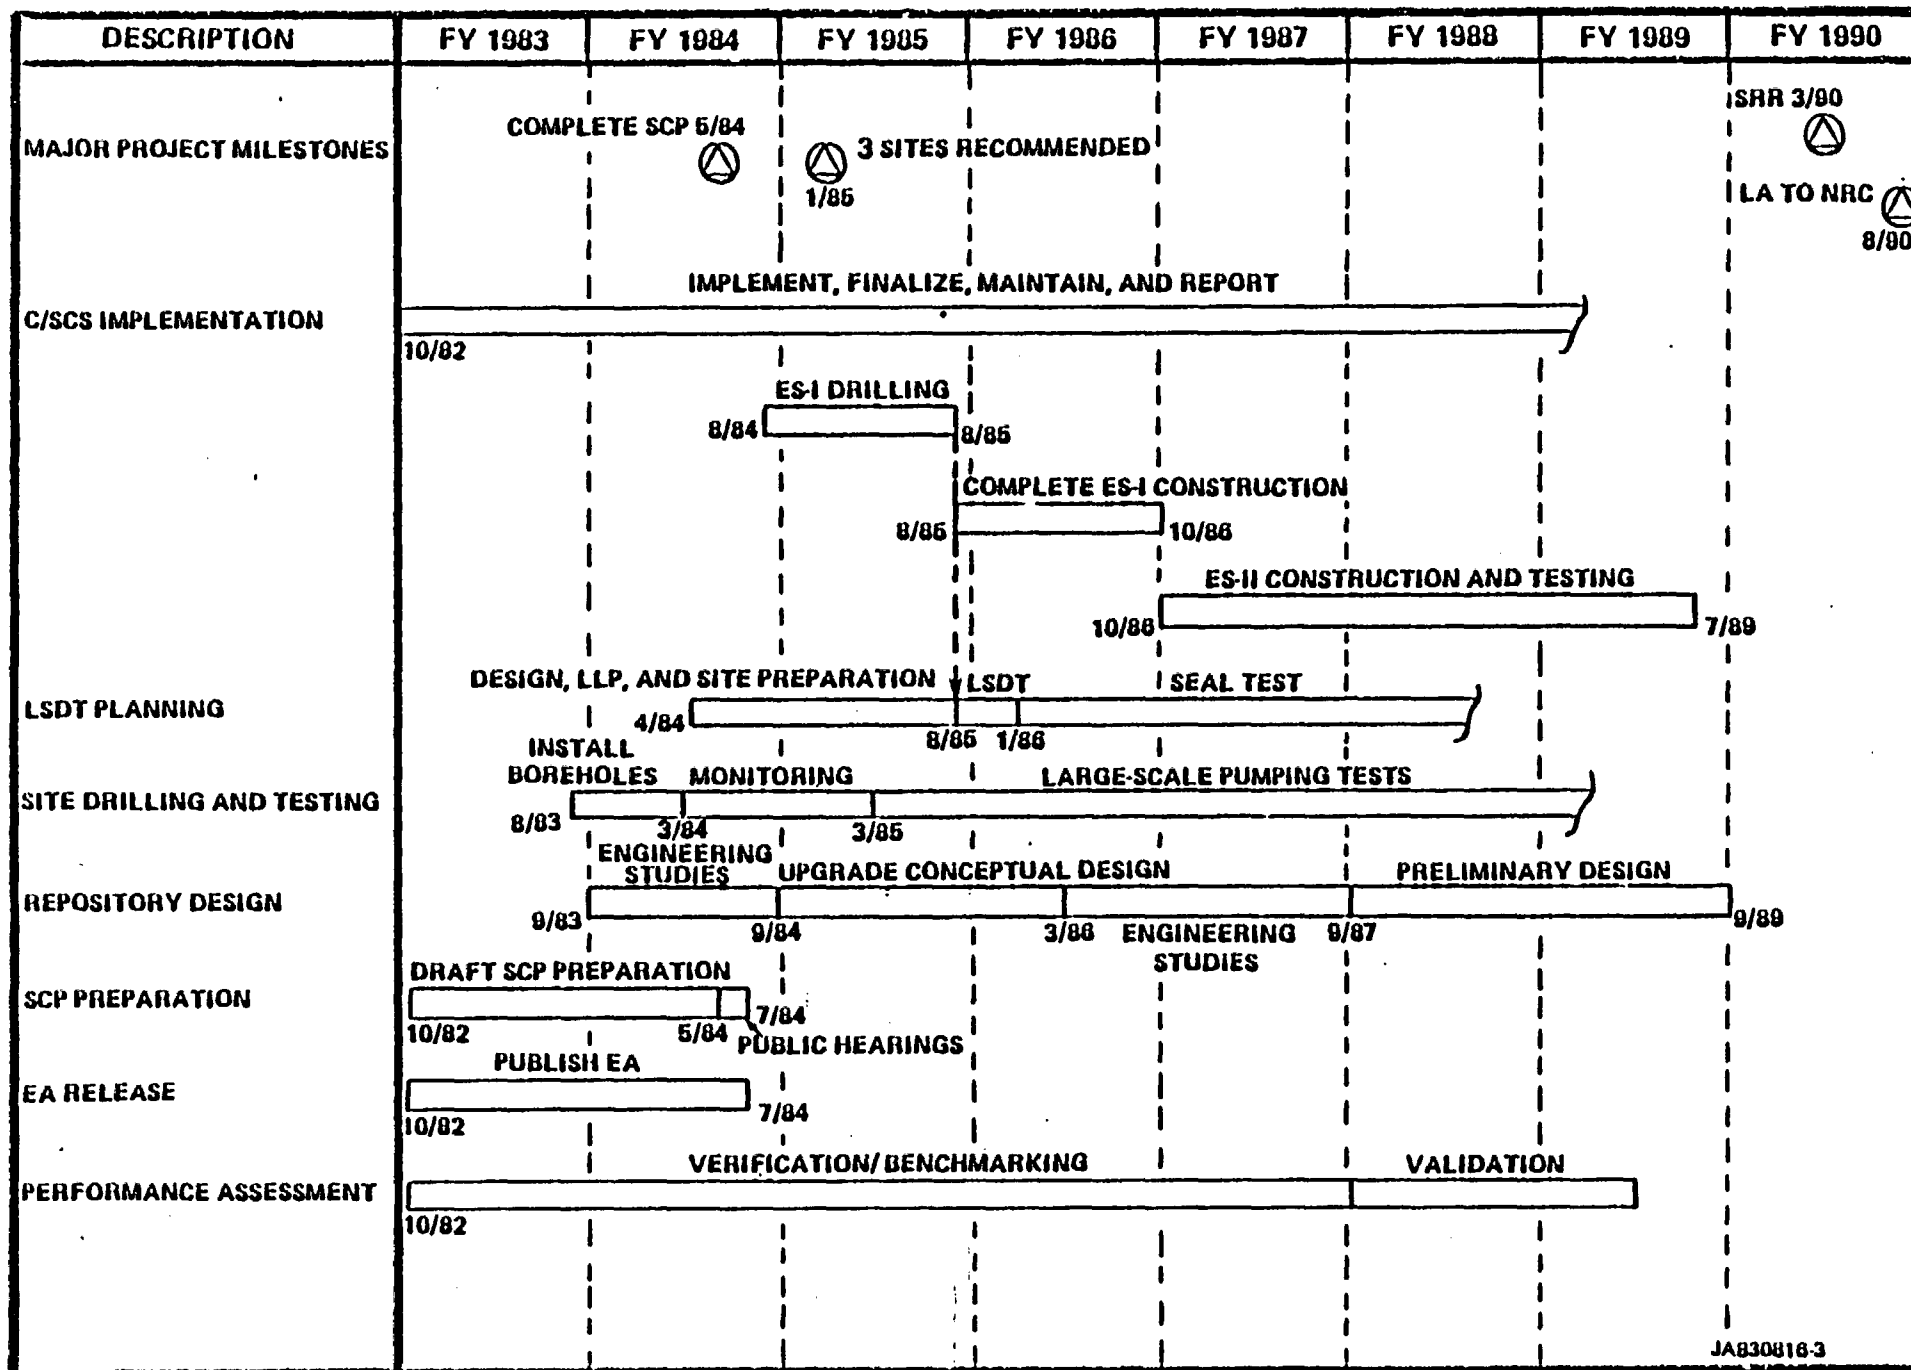 DESCRIPTION FY 1983 FY 1984 FY 1985 FY 1986 FY 1987 FY 1988 FY 1989 FY 1990
SRR 3/90
COMPLETE SCP 5/84
MAJOR PROJECT MILESTONES 3 SITES RECOMMENDED
1/85
LA TO NRC
8/90
IMPLEMENT, FINALIZE, MAINTAIN, AND REPORT
C/SCS IMPLEMENTATION
10/82
ES-I DRILLING
8/84 8/85
COMPLETE ES-I CONSTRUCTION
8/85 10/86
ES-II CONSTRUCTION AND TESTING
10/86 7/89
DESIGN, LLP, AND SITE PREPARATION LSDT SEAL TEST
LSDT PLANNING
4/84 8/85 1/86
INSTALL
BOREHOLES MONITORING LARGE-SCALE PUMPING TESTS
SITE DRILLING AND TESTING
8/83 3/84 3/85
ENGINEERING
STUDIES UPGRADE CONCEPTUAL DESIGN PRELIMINARY DESIGN
REPOSITORY DESIGN
9/83 9/84 3/86 ENGINEERING 9/87 9/89
STUDIES
DRAFT SCP PREPARATION
SCP PREPARATION
10/82 5/84 7/84
PUBLIC HEARINGS
PUBLISH EA
EA RELEASE
10/82 7/84
VERIFICATION/BENCHMARKING VALIDATION
PERFORMANCE ASSESSMENT
10/82
JA830816-3